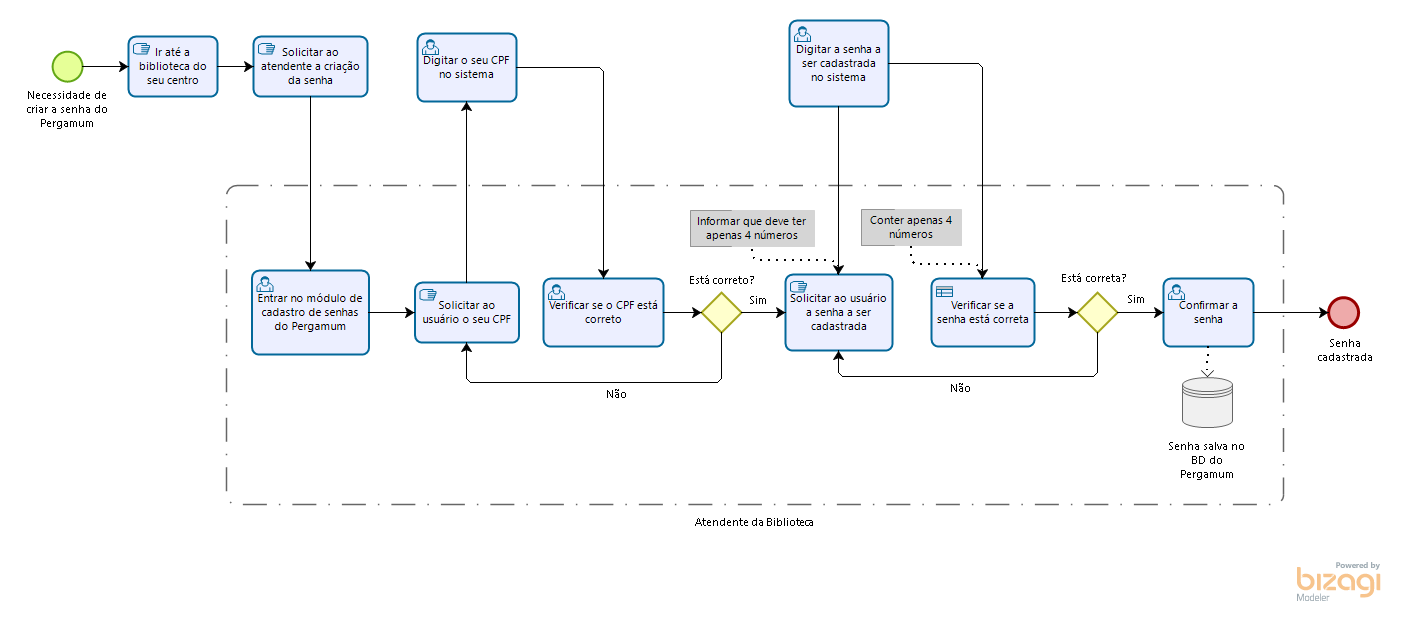 Necessidade de
criar a senha do
Pergamum
Ir até a
biblioteca do
seu centro
Solicitar ao
atendente a criação
da senha
Digitar o seu CPF
no sistema
Digitar a senha a
ser cadastrada
no sistema
Informar que deve ter
apenas 4 números
Conter apenas 4
números
Entrar no módulo de
cadastro de senhas
do Pergamum
Solicitar ao
usuário o seu CPF
Verificar se o CPF está
correto
Está correto?
Sim
Não
Solicitar ao usuário
a senha a ser
cadastrada
Verificar se a
senha está correta
Está correta?
Sim
Não
Confirmar a
senha
Senha
cadastrada
Senha salva no
BD do
Pergamum
Atendente da Biblioteca
Powered by
bizagi
Modeler